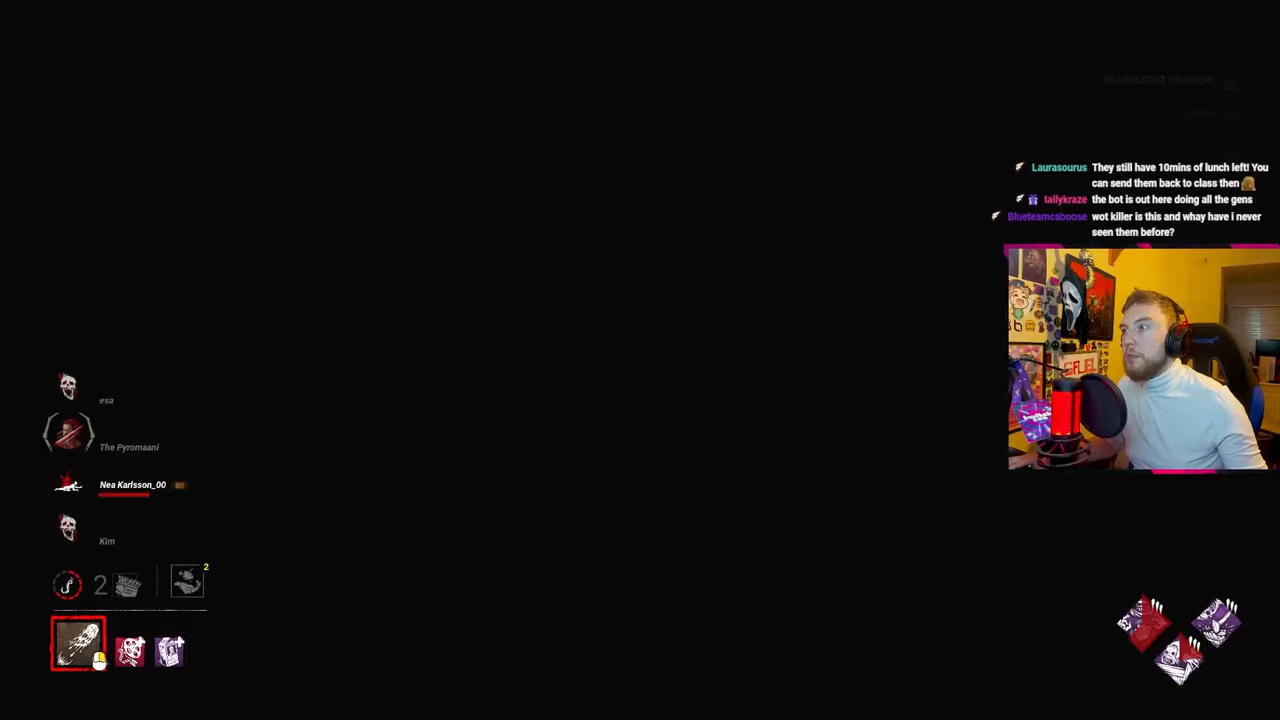 Laurasourus They still have 10mins of lunch left! You
can send them back to class then
tallykraze the bot is out here doing all the gens
Blueteamcaboose wot killer is this and whay have i never
seen them before?
esa
The Pyromaani
Nea Karlsson_00 BOT
Kim
2
2